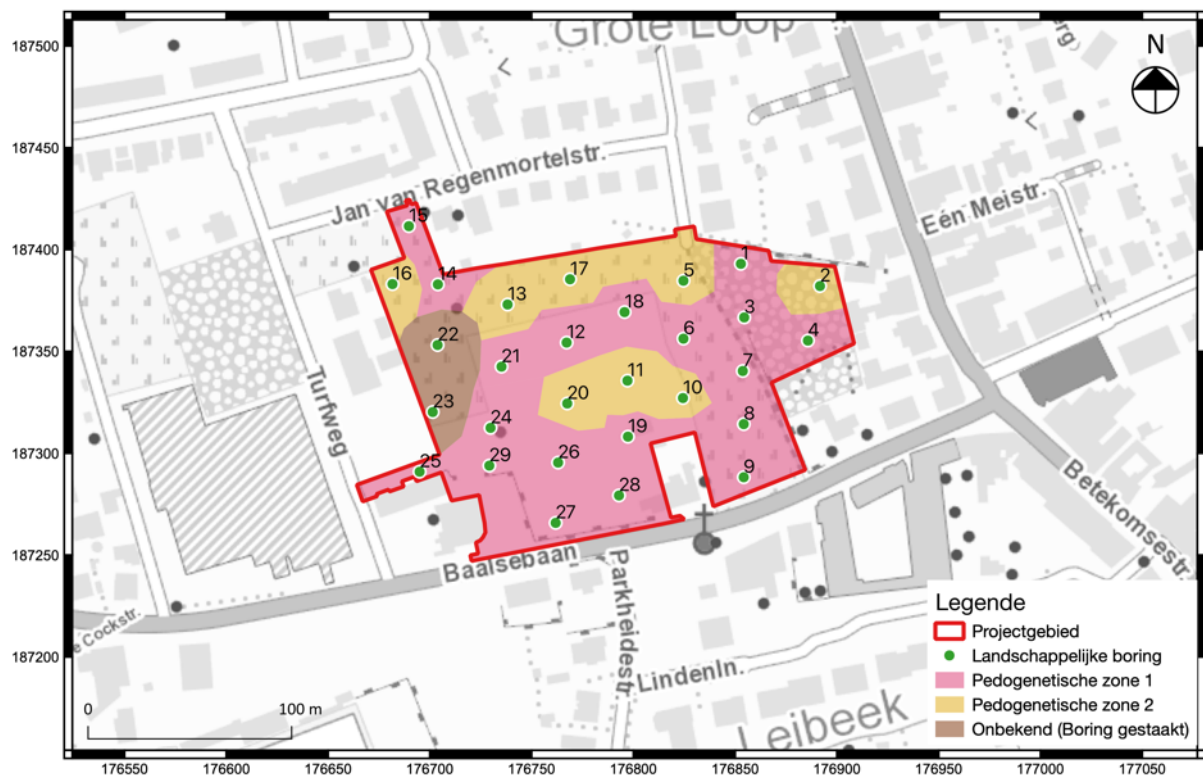 Grote Loop
187500
N
187450
Jan van Regenmortelstr.
Eén Meistr.
187400
15
1
16
14
17
5
2
13
18
3
187350
22
12
6
4
21
11
7
Turfweg
23
20
10
187300
24
19
8
25
29
26
9
28
27
Betekomsestr.
187250
Baalsebaan
Parkheidestr
e Cockstr.
187200
Lindenln.
Leibeek
0
100 m
Legende
Projectgebied
Landschappelijke boring
Pedogenetische zone 1
Pedogenetische zone 2
Onbekend (Boring gestaakt)
176550
176600
176650
176700
176750
176800
176850
176900
176950
177000
177050